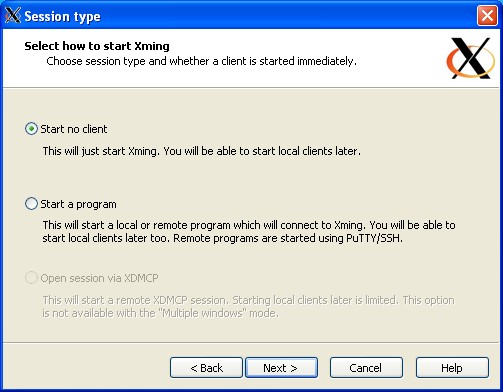 Session type
Select how to start Xming
Choose session type and whether a client is started immediately.
Start no client
This will just start Xming. You will be able to start local clients later.
Start a program
This will start a local or remote program which will connect to Xming. You will be able to
start local clients later too. Remote programs are started using PuTTY/SSH.
Open session via XDMCP
This will start a remote XDMCP session. Starting local clients later is limited. This option
is not available with the "Multiple windows" mode.
< Back
Next >
Cancel
Help